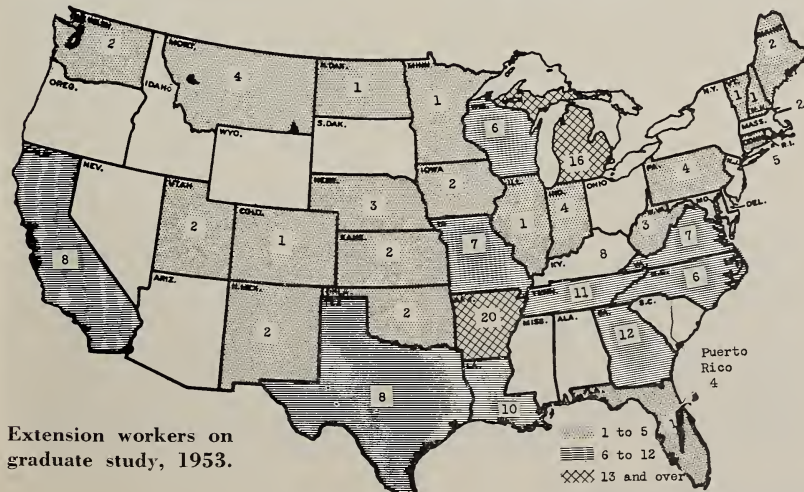 WASH.
2
MONT.
4
N.DAK.
1
MINN.
1
MAINE
2
OREG.
IDAHO
WYO.
S.DAK.
WIS.
6
16
N.Y.
VT.
1
1
N.H.
2
MASS.
CONN.
R.I.
5
NEV.
UTAH
2
COLO.
1
NEBR.
3
IOWA
2
ILL.
1
IND.
4
OHIO
PA.
4
N.J.
DEL.
MD.
W.VA.
3
8
KANS.
2
MO.
7
KY.
8
7
ARIZ.
N.MEX.
2
OKLA.
2
ARK.
20
TENN.
11
N.C.
6
S.C.
TEX.
8
LA.
10
MISS.
ALA.
GA.
12
FLA.
Puerto
Rico
4
Extension workers on
graduate study, 1953.
1 to 5
6 to 12
13 and over